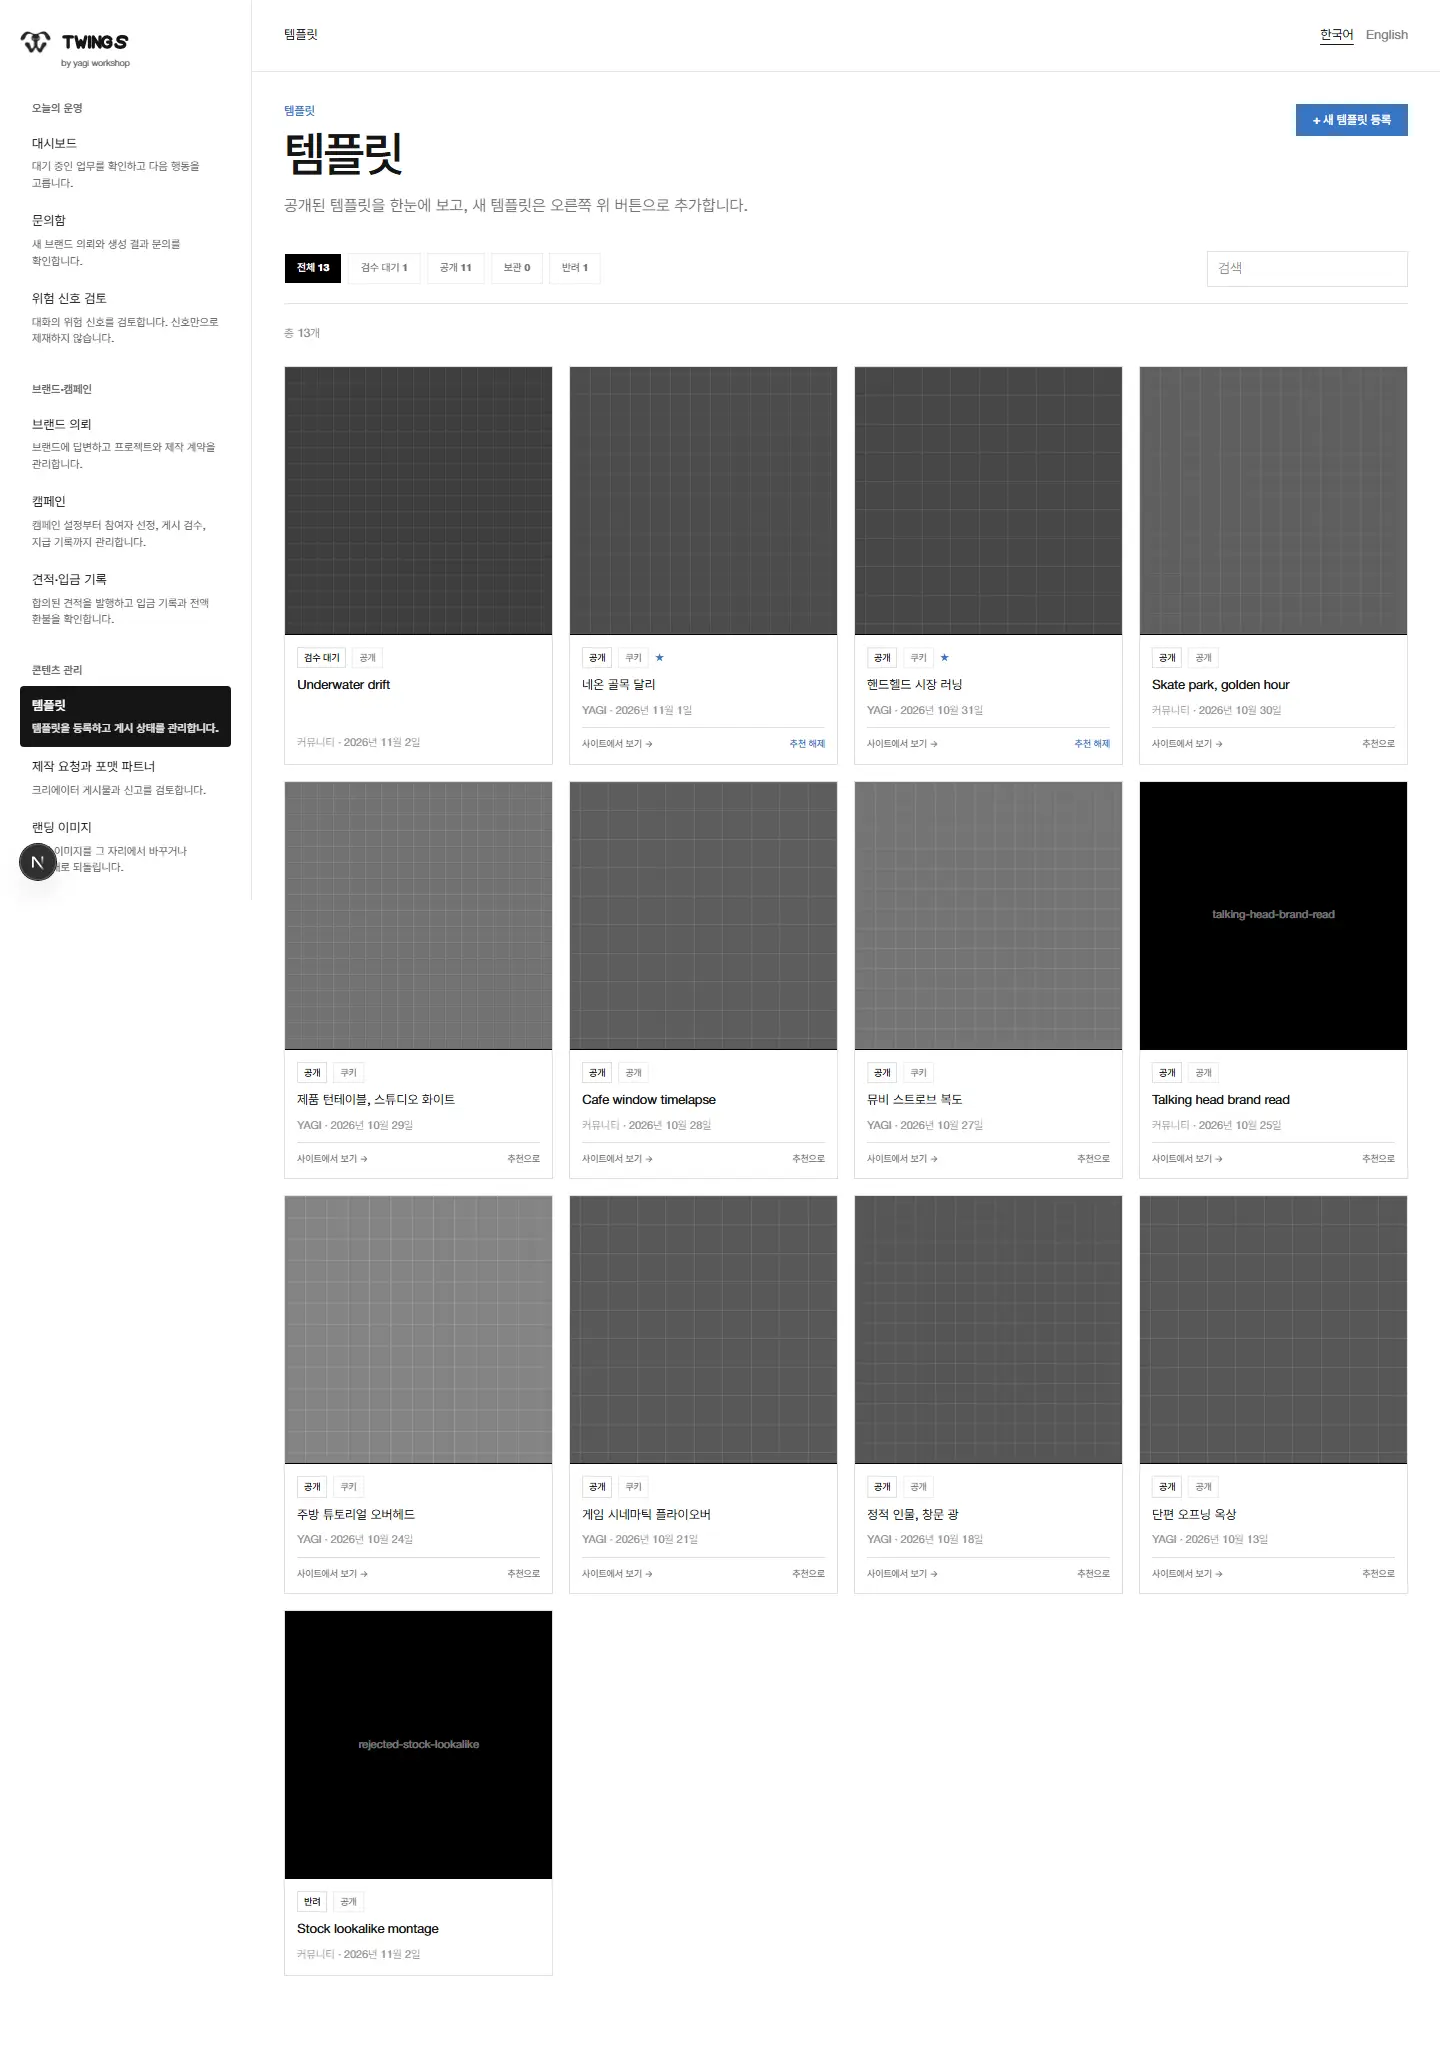 TWINGS
by yagi workshop
오늘의 운영
대시보드
대기 중인 업무를 확인하고 다음 행동을
고릅니다.
문의함
새 브랜드 의뢰와 생성 결과 문의를
확인합니다.
위험 신호 검토
대화의 위험 신호를 검토합니다. 신호만으로
제재하지 않습니다.
브랜드·캠페인
브랜드 의뢰
브랜드에 답변하고 프로젝트와 제작 계약을
관리합니다.
캠페인
캠페인 설정부터 참여자 선정, 게시 검수,
지급 기록까지 관리합니다.
견적·입금 기록
합의된 견적을 발행하고 입금 기록과 전액
환불을 확인합니다.
콘텐츠 관리
템플릿
템플릿을 등록하고 게시 상태를 관리합니다.
제작 요청과 포맷 파트너
크리에이터 게시물과 신고를 검토합니다.
랜딩 이미지
이미지를 그 자리에서 바꾸거나
되돌립니다.
N
템플릿
한국어 English
템플릿
템플릿
공개된 템플릿을 한눈에 보고, 새 템플릿은 오른쪽 위 버튼으로 추가합니다.
+ 새 템플릿 등록
전체 13 검수 대기 1 공개 11 보관 0 반려 1
검색
총 13개
검수 대기 공개
Underwater drift
커뮤니티 · 2026년 11월 2일
공개 쿠키 ★
네온 골목 달리
YAGI · 2026년 11월 1일
사이트에서 보기 → 추천 해제
공개 쿠키 ★
핸드헬드 시장 러닝
YAGI · 2026년 10월 31일
사이트에서 보기 → 추천 해제
공개 공개
Skate park, golden hour
커뮤니티 · 2026년 10월 30일
사이트에서 보기 → 추천으로
공개 쿠키
제품 턴테이블, 스튜디오 화이트
YAGI · 2026년 10월 29일
사이트에서 보기 → 추천으로
공개 공개
Cafe window timelapse
커뮤니티 · 2026년 10월 28일
사이트에서 보기 → 추천으로
공개 쿠키
뮤비 스트로브 복도
YAGI · 2026년 10월 27일
사이트에서 보기 → 추천으로
talking-head-brand-read
공개 공개
Talking head brand read
커뮤니티 · 2026년 10월 25일
사이트에서 보기 → 추천으로
공개 쿠키
주방 튜토리얼 오버헤드
YAGI · 2026년 10월 24일
사이트에서 보기 → 추천으로
공개 쿠키
게임 시네마틱 플라이오버
YAGI · 2026년 10월 21일
사이트에서 보기 → 추천으로
공개 공개
정적 인물, 창문 광
YAGI · 2026년 10월 18일
사이트에서 보기 → 추천으로
공개 공개
단편 오프닝 옥상
YAGI · 2026년 10월 13일
사이트에서 보기 → 추천으로
rejected-stock-lookalike
반려 공개
Stock lookalike montage
커뮤니티 · 2026년 11월 2일